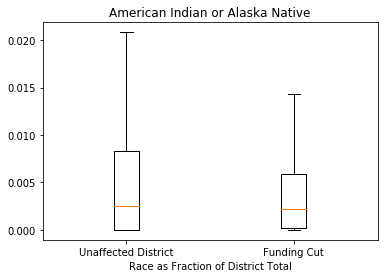 American Indian or Alaska Native
0.020
0.015
0.010
0.005
0.000
Unaffected District
Funding Cut
Race as Fraction of District Total